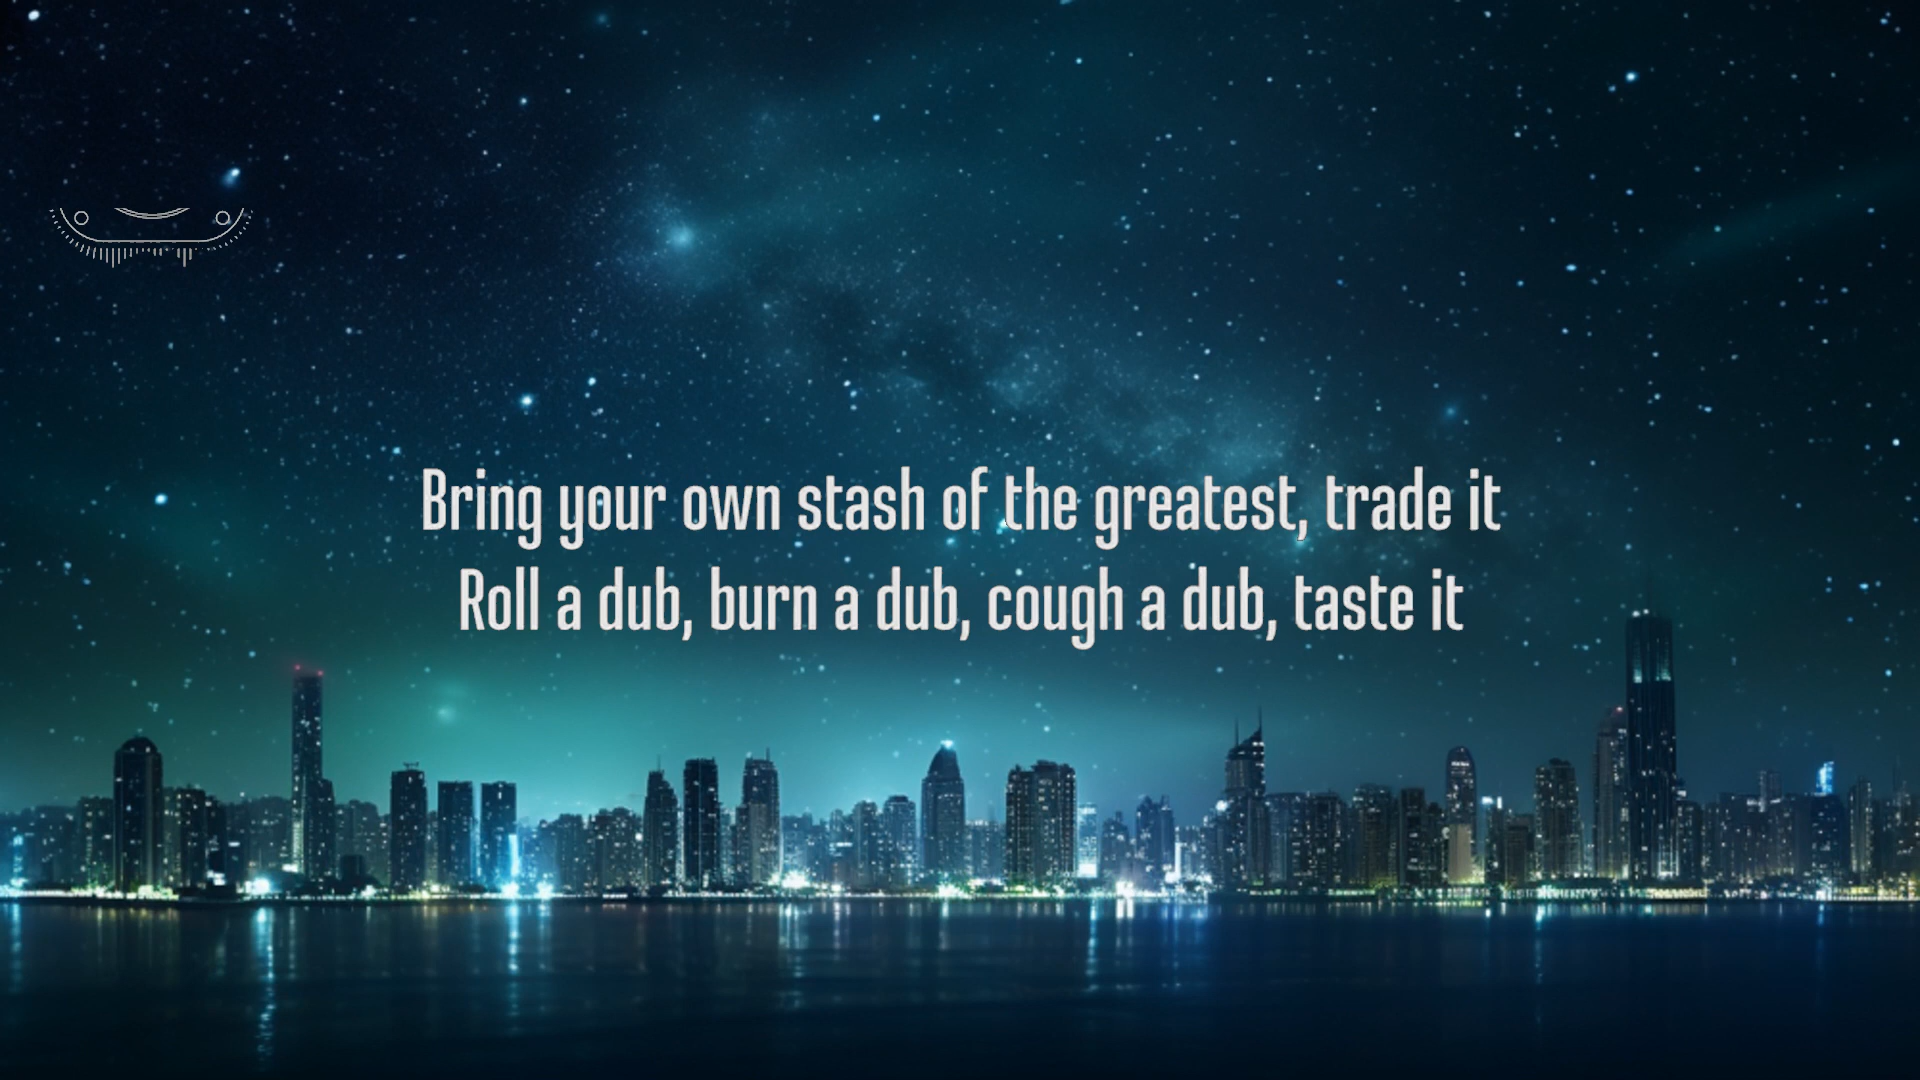 Bring your own stash of the greatest, trade it
Roll a dub, burn a dub, cough a dub, taste it